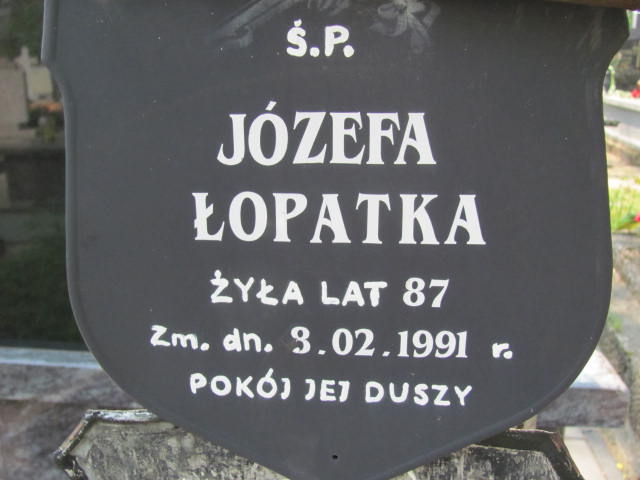 Ś.P.
JÓZEFA
ŁOPATKA
ŻYŁA LAT 87
Zm. dn. 3.02.1991 r.
POKÓJ JEJ DUSZY